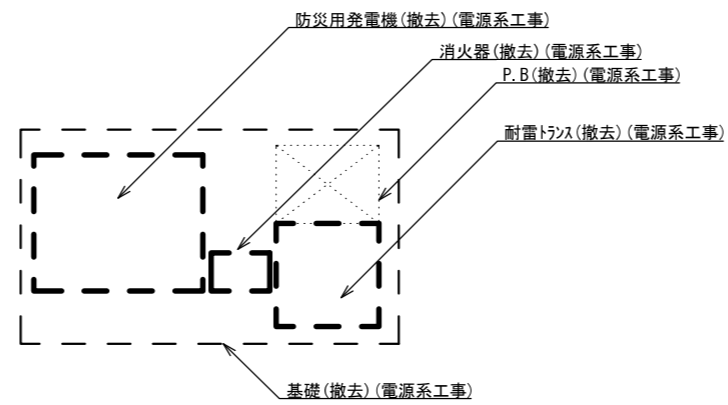 防災用発電機(撤去)(電源系工事)
消火器(撤去)(電源系工事)
P.B(撤去)(電源系工事)
耐雷ﾄﾗﾝｽ(撤去)(電源系工事)
基礎(撤去)(電源系工事)